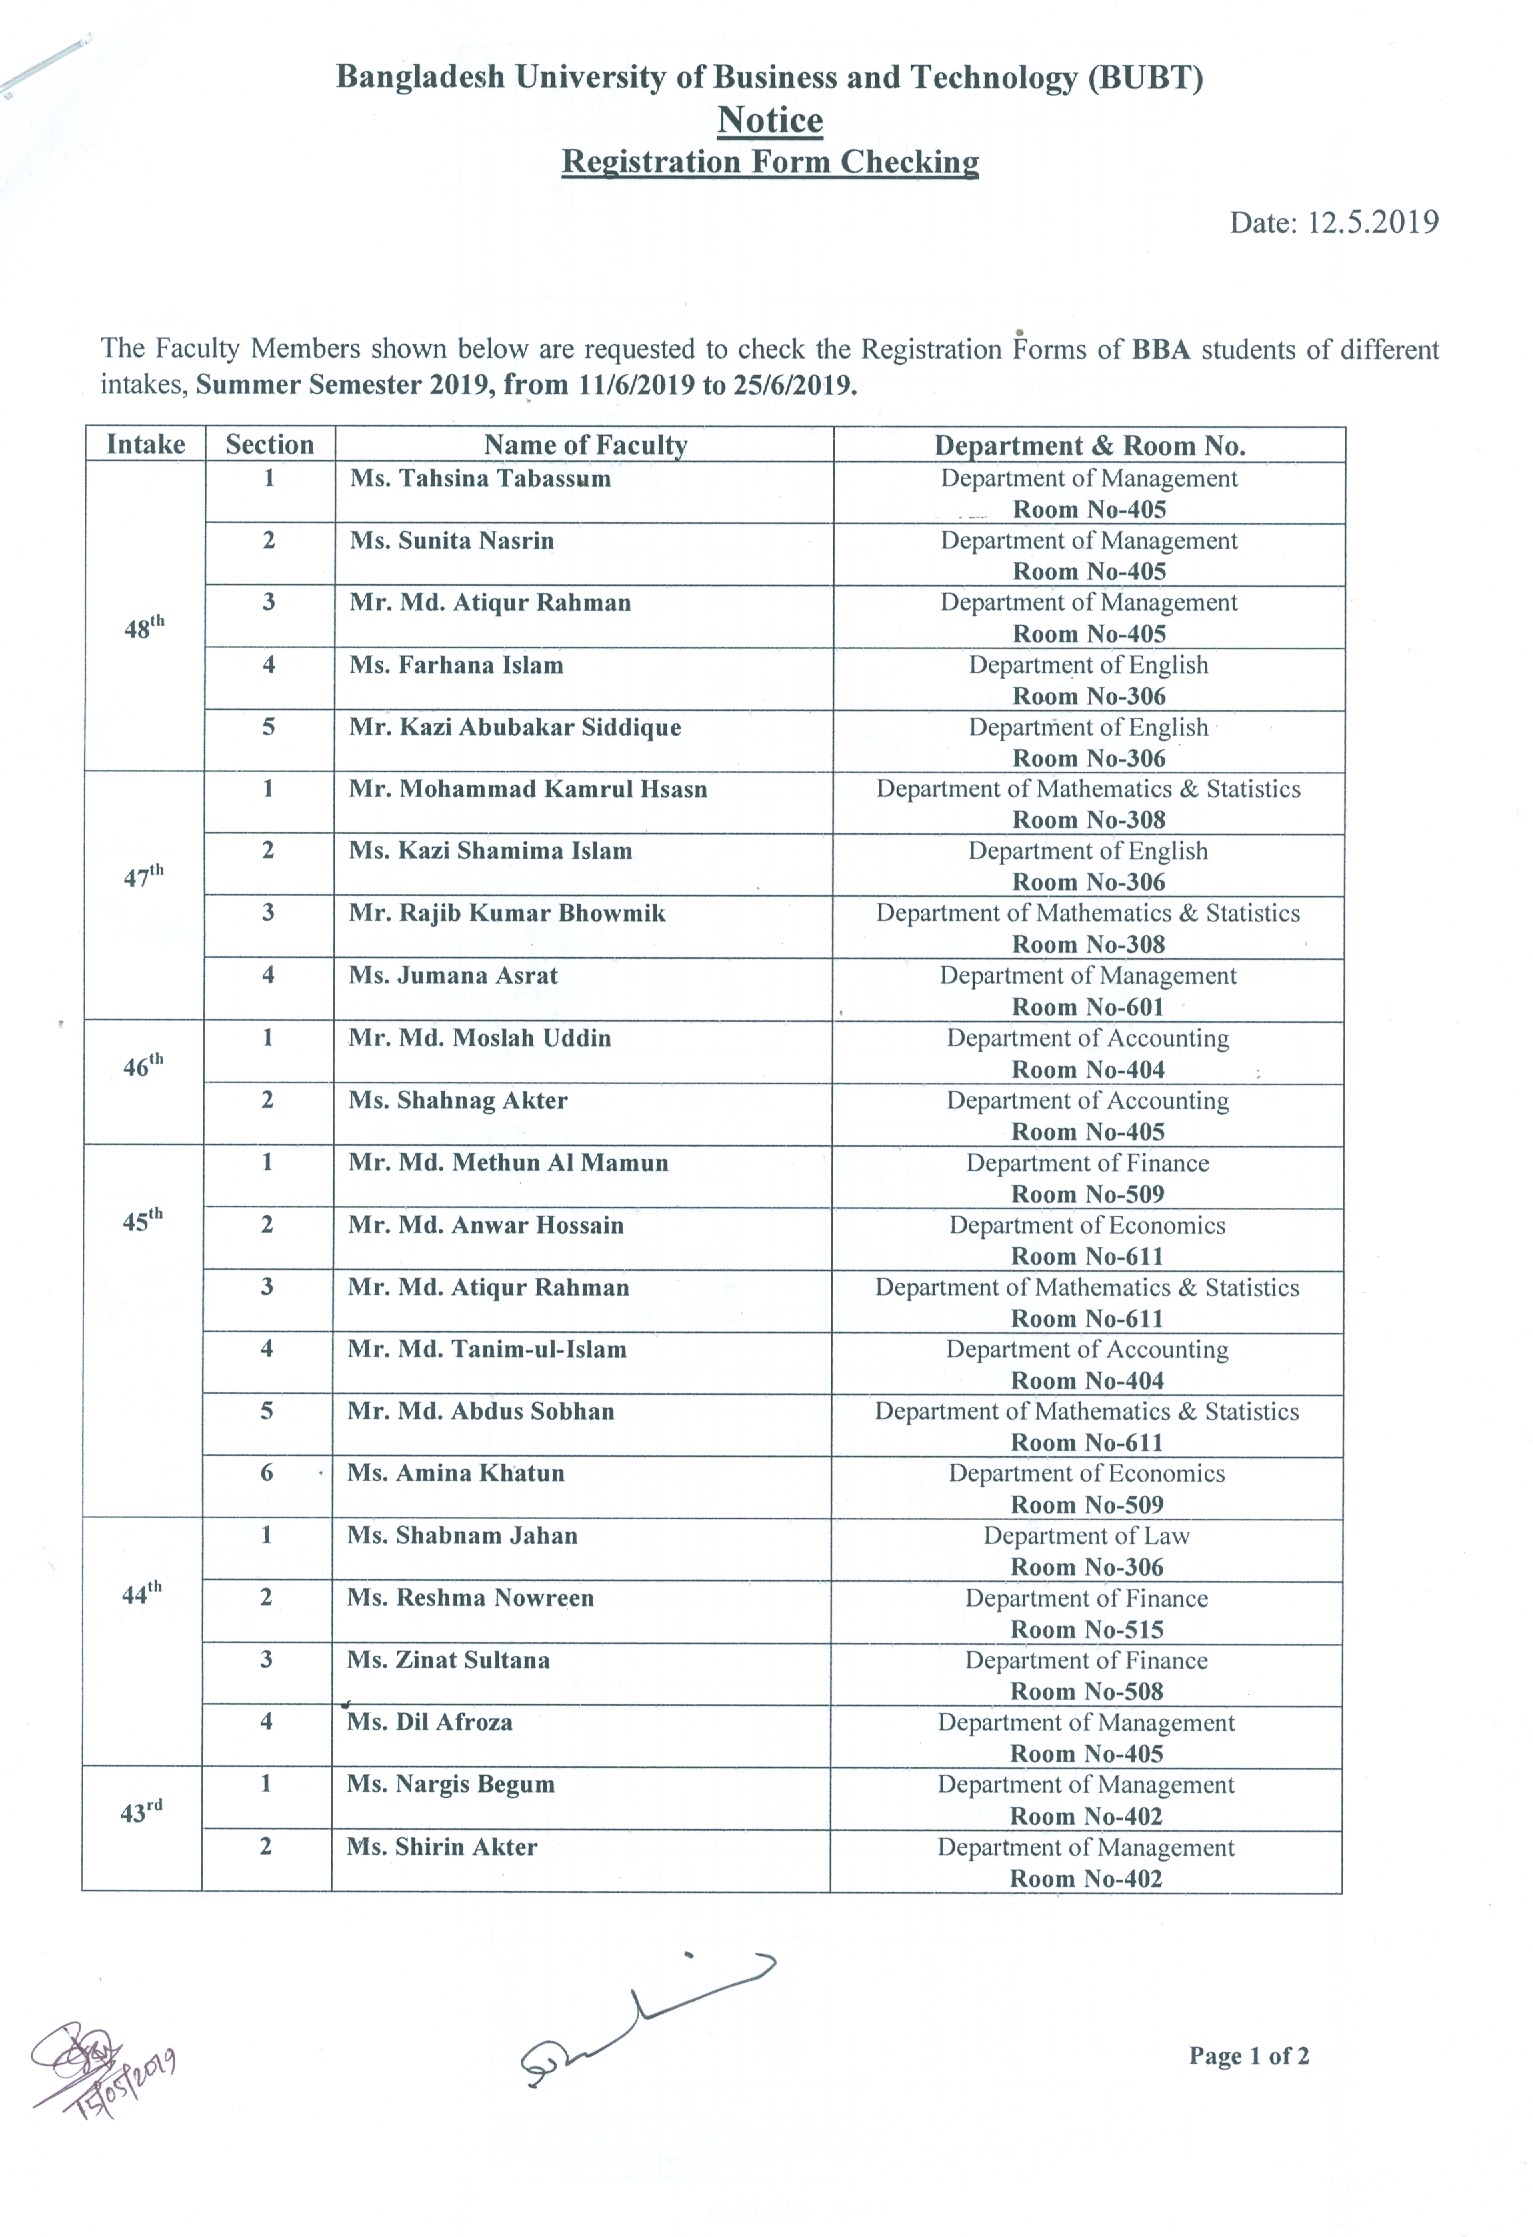 Bangladesh University of Business and Technology (BUBT)
Notice
Registration Form Checking
Date: 12.5.2019
The Faculty Members shown below are requested to check the Registration Forms of BBA students of different
intakes, Summer Semester 2019, from 11/6/2019 to 25/6/2019.
Intake Section Name of Faculty Department & Room No.
48th
1 Ms. Tahsina Tabassum Department of Management
Room No-405
2 Ms. Sunita Nasrin Department of Management
Room No-405
3 Mr. Md. Atiqur Rahman Department of Management
Room No-405
4 Ms. Farhana Islam Department of English
Room No-306
5 Mr. Kazi Abubakar Siddique Department of English
Room No-306
47th
1 Mr. Mohammad Kamrul Hsasn Department of Mathematics & Statistics
Room No-308
2 Ms. Kazi Shamima Islam Department of English
Room No-306
3 Mr. Rajib Kumar Bhowmik Department of Mathematics & Statistics
Room No-308
4 Ms. Jumana Asrat Department of Management
Room No-601
46th
1 Mr. Md. Moslah Uddin Department of Accounting
Room No-404
2 Ms. Shahnag Akter Department of Accounting
Room No-405
45th
1 Mr. Md. Methun Al Mamun Department of Finance
Room No-509
2 Mr. Md. Anwar Hossain Department of Economics
Room No-611
3 Mr. Md. Atiqur Rahman Department of Mathematics & Statistics
Room No-611
4 Mr. Md. Tanim-ul-Islam Department of Accounting
Room No-404
5 Mr. Md. Abdus Sobhan Department of Mathematics & Statistics
Room No-611
6 Ms. Amina Khatun Department of Economics
Room No-509
44th
1 Ms. Shabnam Jahan Department of Law
Room No-306
2 Ms. Reshma Nowreen Department of Finance
Room No-515
3 Ms. Zinat Sultana Department of Finance
Room No-508
4 Ms. Dil Afroza Department of Management
Room No-405
43rd
1 Ms. Nargis Begum Department of Management
Room No-402
2 Ms. Shirin Akter Department of Management
Room No-402
15/05/2019
Page 1 of 2